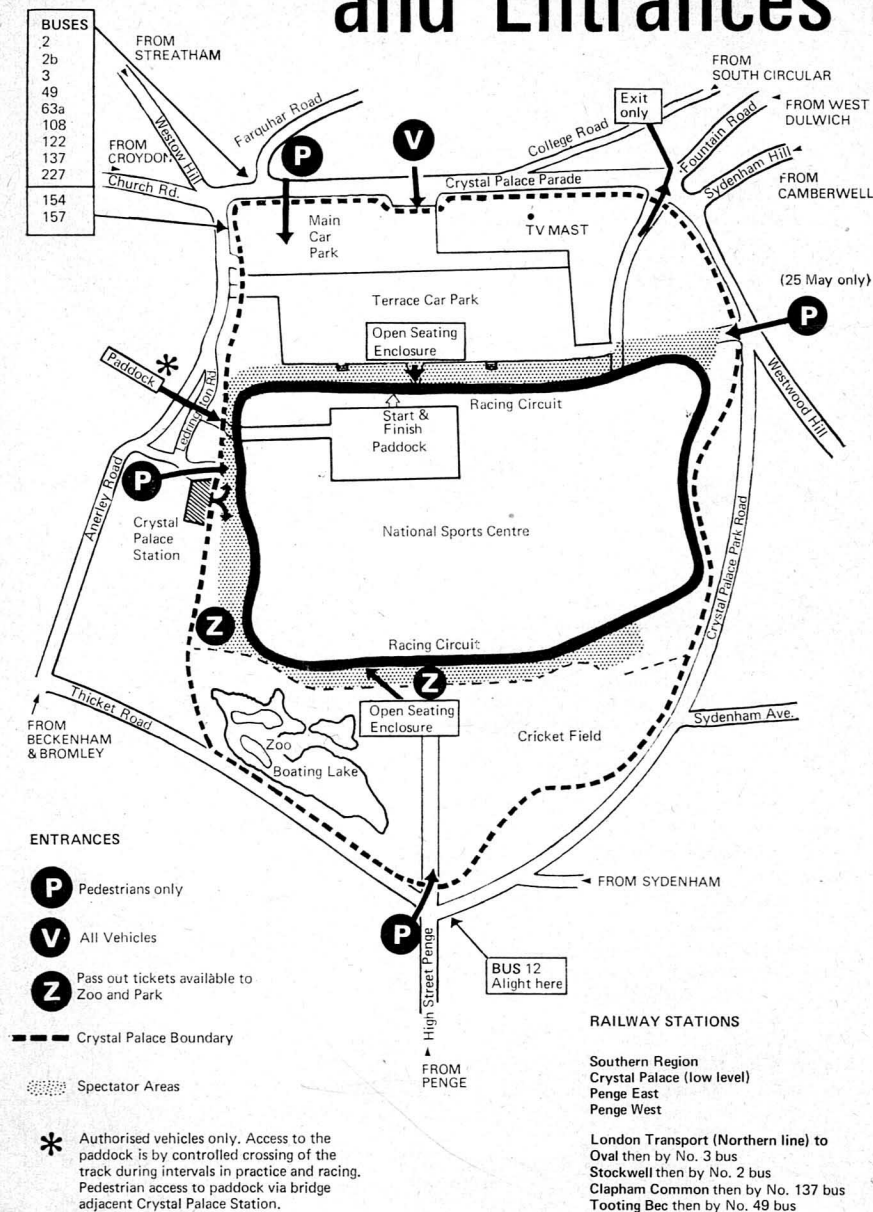 and Entrances
BUSES
2
2b
3
49
63a
108
122
137
227
154
157
FROM
STREATHAM
Westow Hill
FROM
CROYDON
Church Rd.
Farquhar Road
P
V
Exit
only
FROM
SOUTH CIRCULAR
College Road
Fountain Road
FROM WEST
DULWICH
Sydenham Hill
FROM
CAMBERWELL
Crystal Palace Parade
Main
Car
Park
TV MAST
(25 May only)
P
Terrace Car Park
Open Seating
Enclosure
Paddock
*
Ledrington Rd.
Racing Circuit
Start &
Finish
Paddock
Westwood Hill
P
Anerley Road
Crystal
Palace
Station
National Sports Centre
Crystal Palace Park Road
Z
Racing Circuit
Z
Open Seating
Enclosure
Thicket Road
FROM
BECKENHAM
& BROMLEY
Zoo
Boating Lake
Cricket Field
Sydenham Ave.
FROM SYDENHAM
P
BUS 12
Alight here
High Street Penge
FROM
PENGE
ENTRANCES
P Pedestrians only
V All Vehicles
Z Pass out tickets available to
Zoo and Park
Crystal Palace Boundary
Spectator Areas
* Authorised vehicles only. Access to the
paddock is by controlled crossing of the
track during intervals in practice and racing.
Pedestrian access to paddock via bridge
adjacent Crystal Palace Station.
RAILWAY STATIONS
Southern Region
Crystal Palace (low level)
Penge East
Penge West
London Transport (Northern line) to
Oval then by No. 3 bus
Stockwell then by No. 2 bus
Clapham Common then by No. 137 bus
Tooting Bec then by No. 49 bus